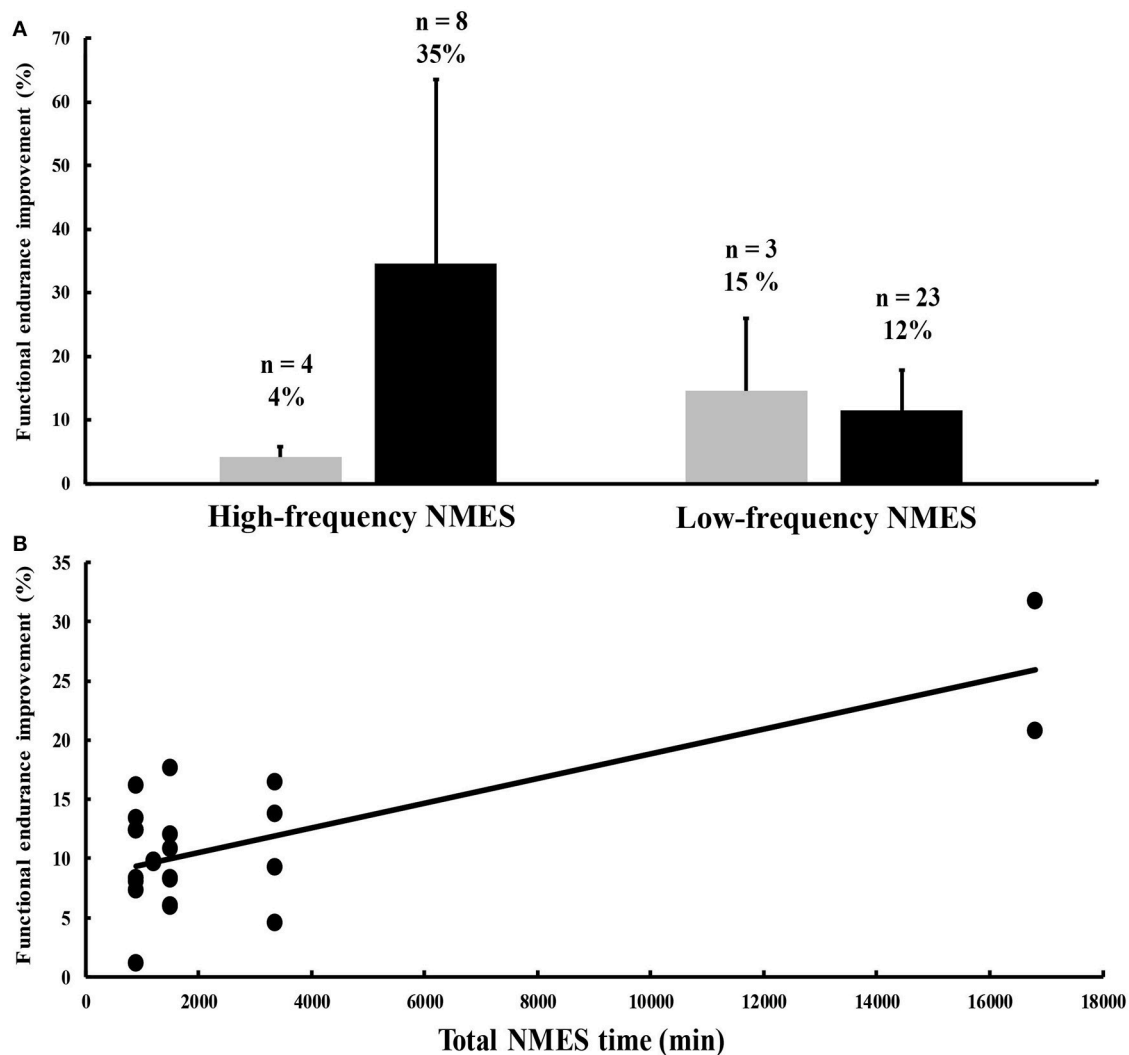 A
Functional endurance improvement (%)
70
60
50
40
30
20
10
0
n = 4
4%
n = 8
35%
n = 3
15 %
n = 23
12%
High-frequency NMES
Low-frequency NMES
B
Functional endurance improvement (%)
35
30
25
20
15
10
5
0
0 2000 4000 6000 8000 10000 12000 14000 16000 18000
Total NMES time (min)